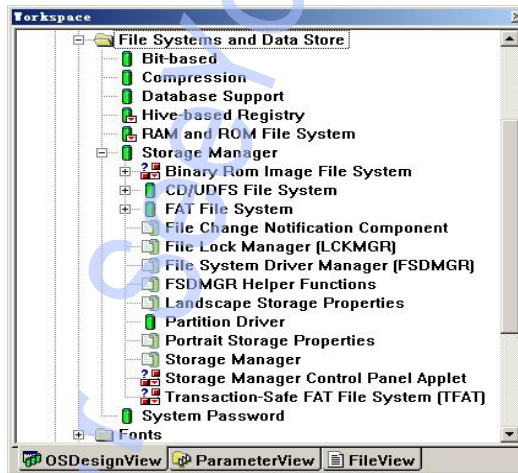 Workspace
File Systems and Data Store
Bit-based
Compression
Database Support
Hive-based Registry
RAM and ROM File System
Storage Manager
Binary Rom Image File System
CD/UDFS File System
FAT File System
File Change Notification Component
File Lock Manager (LCKMGR)
File System Driver Manager (FSDMGR)
FSDMGR Helper Functions
Landscape Storage Properties
Partition Driver
Portrait Storage Properties
Storage Manager
Storage Manager Control Panel Applet
Transaction-Safe FAT File System (TFAT)
System Password
Fonts
OSDesignView ParameterView FileView